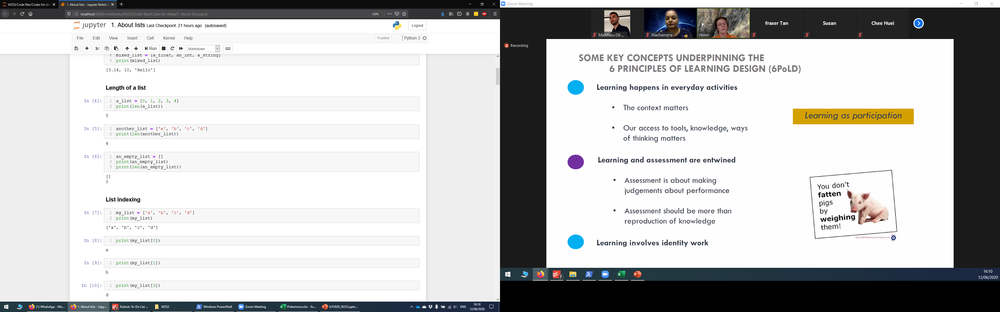 W2S3/Code files/Codes for slid
1. About lists - Jupyter Notebo
localhost:8888/notebooks/W2S3/Code files/Codes for slides/1. About lists.ipynb
120%
ABP
jupyter 1. About lists Last Checkpoint: 21 hours ago (autosaved)
Logout
File Edit View Insert Cell Kernel Help
Trusted
Python 3
Run
Markdown
4 mixed_list = [a_float, an_int, a_string]
5 print(mixed_list)
[3.14, 10, 'Hello']
Length of a list
In [4]:
1 a_list = [0, 1, 2, 3, 4]
2 print(len(a_list))
5
In [5]:
1 another_list = ['a', 'b', 'c', 'd']
2 print(len(another_list))
4
In [6]:
1 an_empty_list = []
2 print(an_empty_list)
3 print(len(an_empty_list))
[]
0
List indexing
In [7]:
1 my_list = ['a', 'b', 'c', 'd']
2 print(my_list)
['a', 'b', 'c', 'd']
In [8]:
1 print(my_list[0])
a
In [9]:
1 print(my_list[1])
b
In [10]:
1 print(my_list[3])
d
7
(1) WhatsApp - Mo...
1. About lists - Jupy...
Todoist: To-Do List ...
W2S3
Windows PowerShell
Zoom Meeting
Pokemons.xlsx - Ex...
ILP2020_W2S3.pptx...
ENG
16:10
12/06/2020
Zoom Meeting
Matthieu DE ...
Nachamma
Helen
fraser Tan
Susan
Chee Huei
Recording
SOME KEY CONCEPTS UNDERPINNING THE
6 PRINCIPLES OF LEARNING DESIGN (6PoLD)
Learning happens in everyday activities
• The context matters
• Our access to tools, knowledge, ways
of thinking matters
Learning as participation
Learning and assessment are entwined
• Assessment is about making
judgements about performance
• Assessment should be more than
reproduction of knowledge
Learning involves identity work
You don't
fatten
pigs
by
weighing
them!
7
16:10
12/06/2020